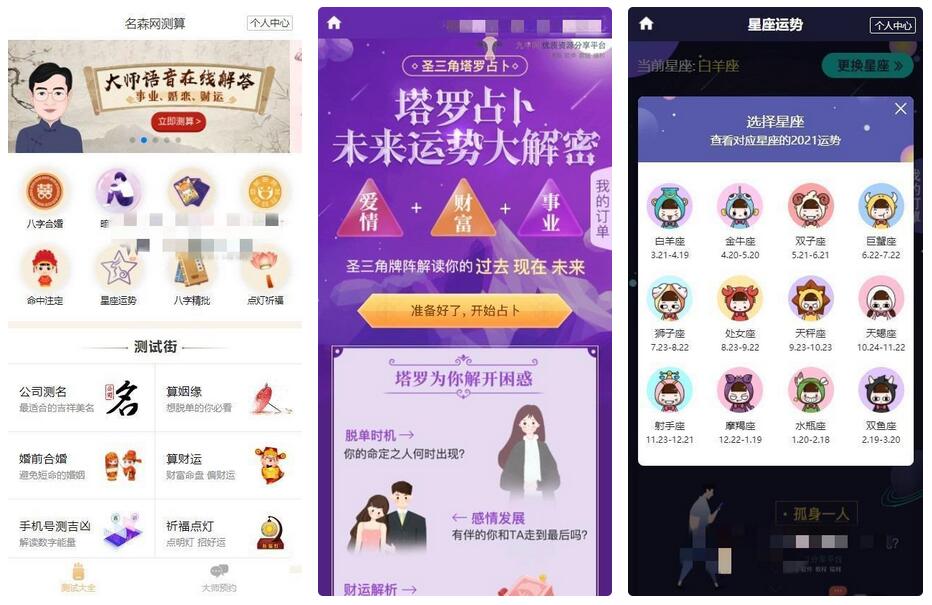 名森网测算
个人中心
大师语音在线解答
事业、婚恋、财运
立即测算>
八字合婚
命中注定
星座运势
八字精批
点灯祈福
测试街
公司测名
最适合的吉祥美名
算姻缘
想脱单的你必看
婚前合婚
避免短命的婚姻
算财运
财富命盘 偏财运
手机号测吉凶
解读数字能量
祈福点灯
点明灯 招好运
测试大全
大师预约
优质资源分享平台
圣三角塔罗占卜
塔罗占卜
未来运势大解密
爱情
+
财富
+
事业
我的订单
圣三角牌阵解读你的 过去 现在 未来
准备好了，开始占卜
塔罗为你解开困惑
脱单时机→
你的命定之人何时出现?
←感情发展
有伴的你和TA走到最后吗?
财运解析→
星座运势
个人中心
当前星座:白羊座
更换星座
选择星座
查看对应星座的2021运势
白羊座
3.21-4.19
金牛座
4.20-5.20
双子座
5.21-6.21
巨蟹座
6.22-7.22
狮子座
7.23-8.22
处女座
8.23-9.22
天秤座
9.23-10.23
天蝎座
10.24-11.22
射手座
11.23-12.21
摩羯座
12.22-1.19
水瓶座
1.20-2.18
双鱼座
2.19-3.20
孤身一人